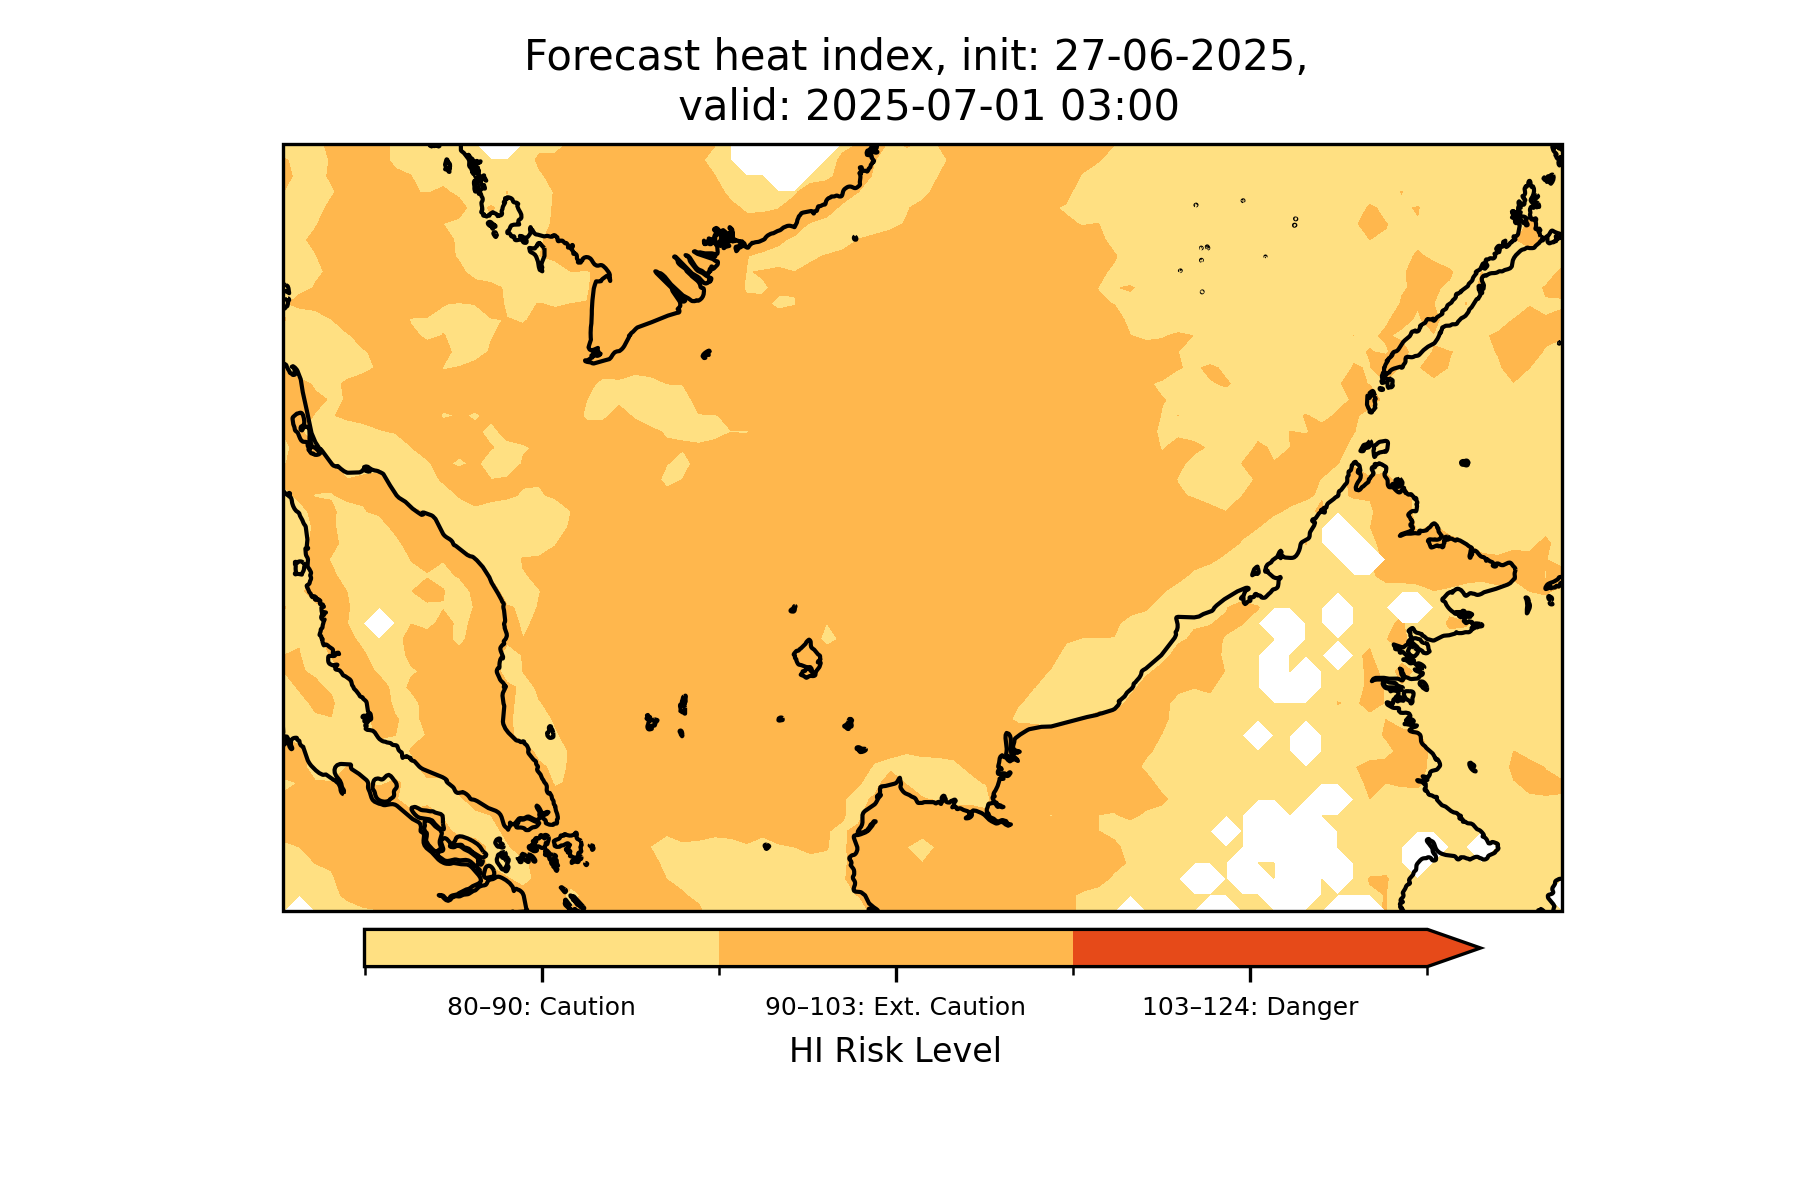 Forecast heat index, init: 27-06-2025,
valid: 2025-07-01 03:00
80–90: Caution
90–103: Ext. Caution
103–124: Danger
HI Risk Level